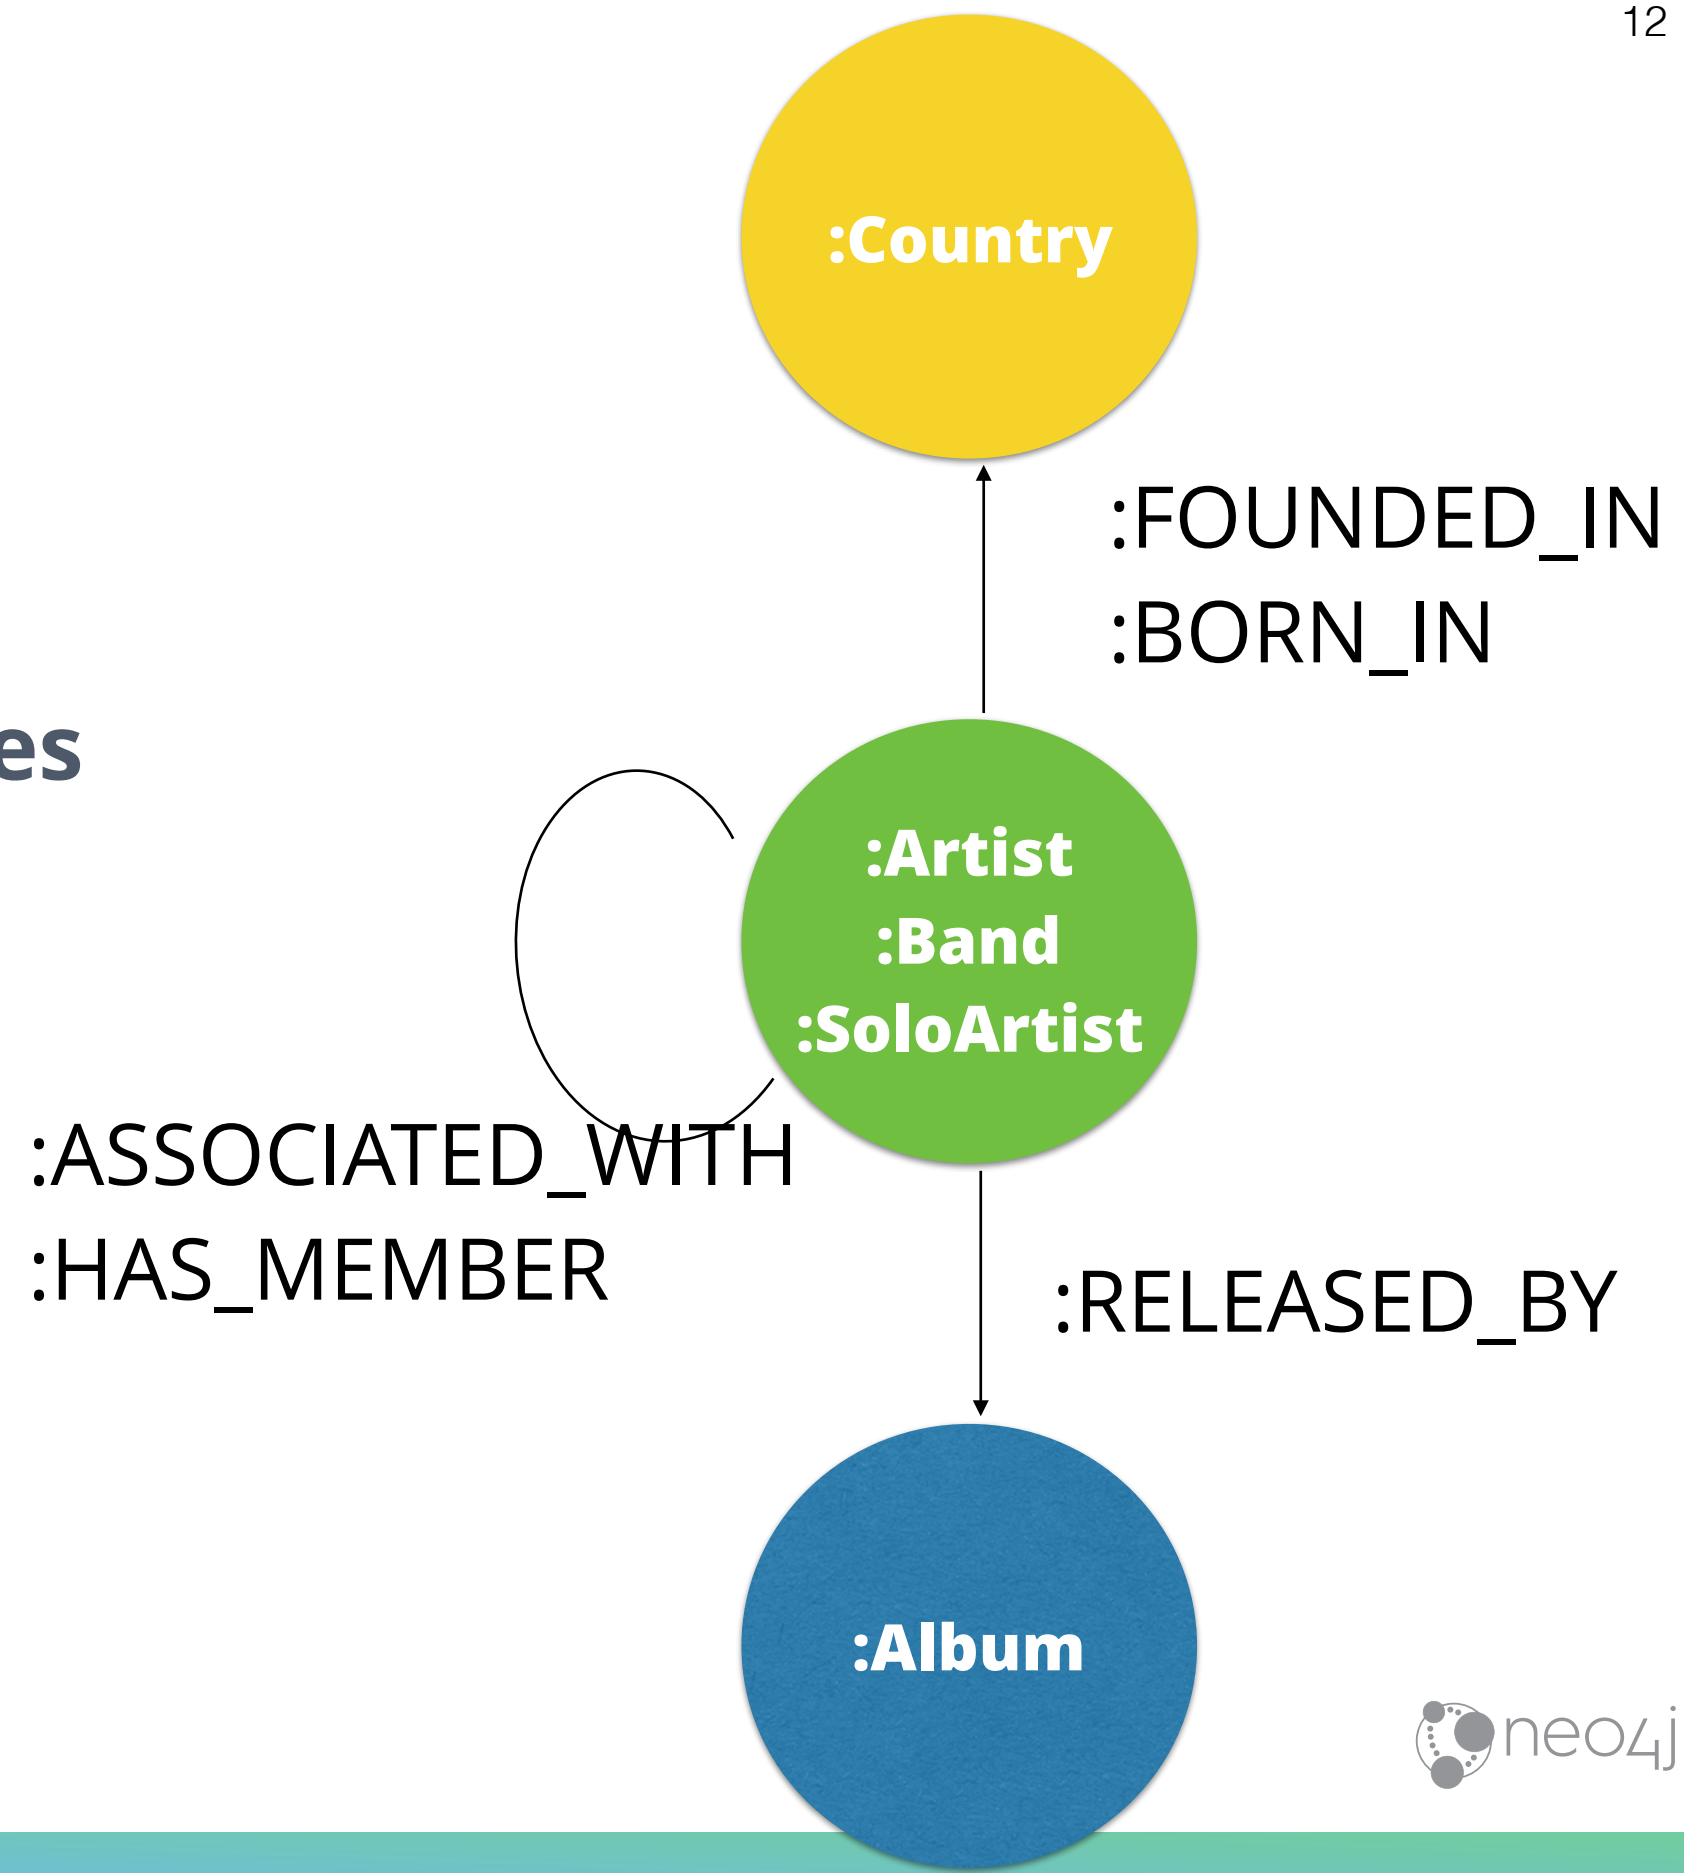 12
:Country
:FOUNDED_IN
:BORN_IN
es
:Artist
:Band
:SoloArtist
:ASSOCIATED_WITH
:HAS_MEMBER
:RELEASED_BY
:Album
neo4j